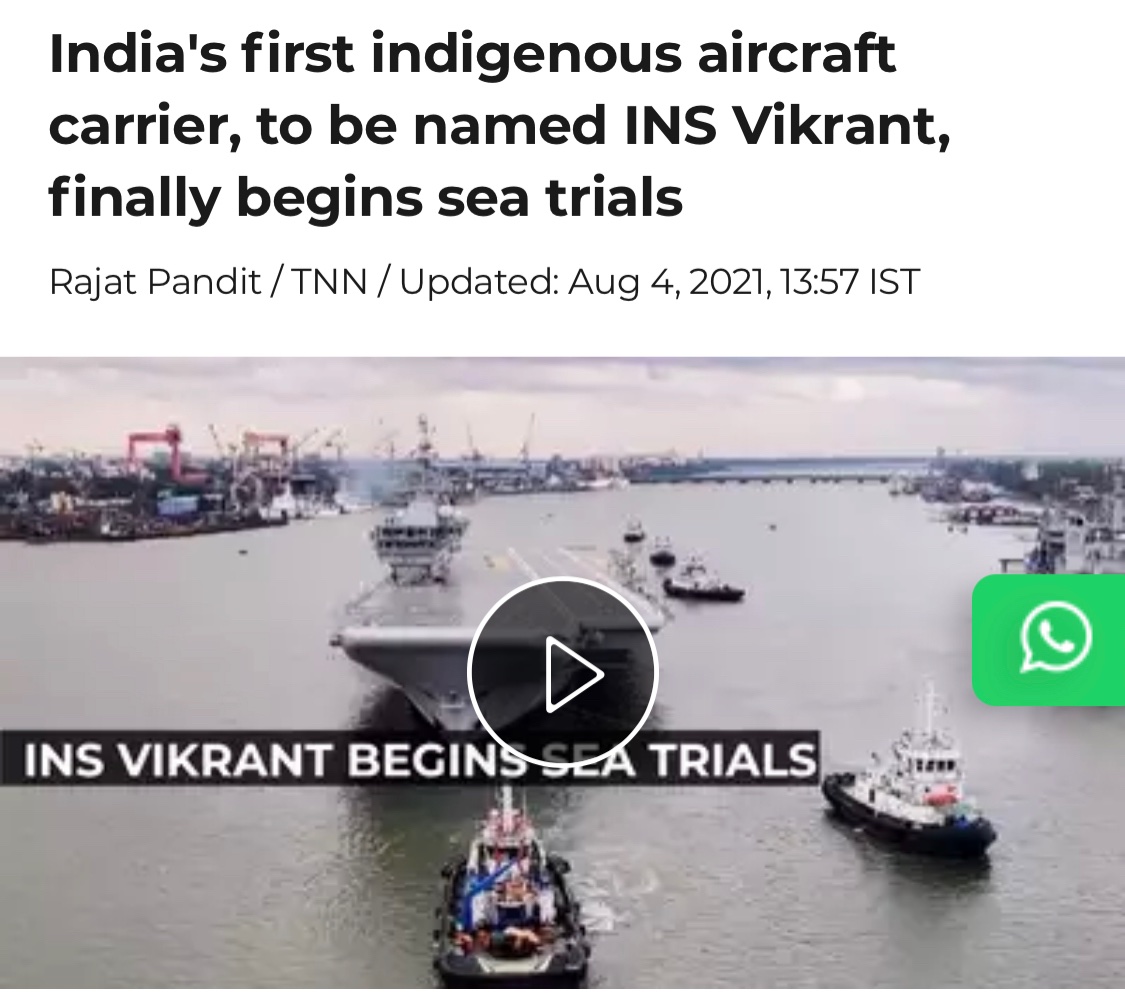 India's first indigenous aircraft
carrier, to be named INS Vikrant,
finally begins sea trials
Rajat Pandit / TNN / Updated: Aug 4, 2021, 13:57 IST
INS VIKRANT BEGINS SEA TRIALS